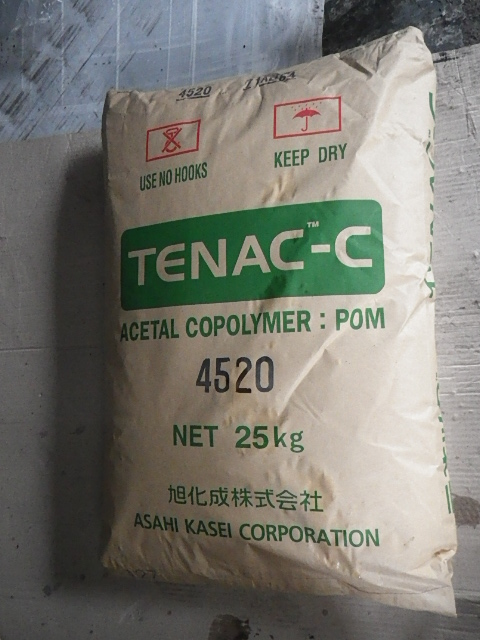 4520
USE NO HOOKS
KEEP DRY
TENAC™-C
ACETAL COPOLYMER : POM
4520
NET 25kg
旭化成株式会社
ASAHI KASEI CORPORATION